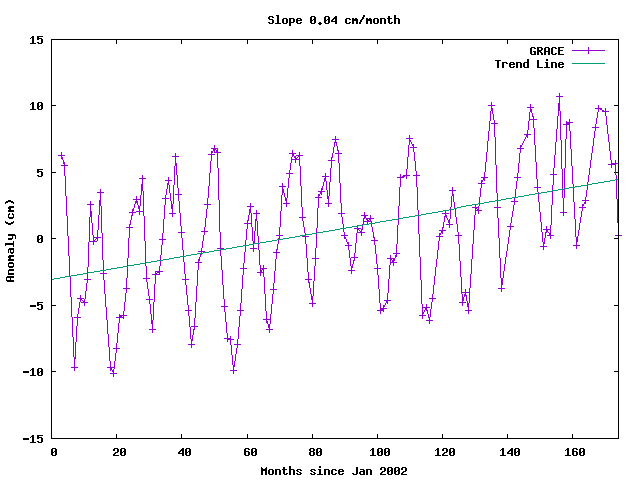 Slope 0.04 cm/month
GRACE
Trend Line
15
10
5
0
-5
-10
-15
Anomaly (cm)
0 20 40 60 80 100 120 140 160
Months since Jan 2002